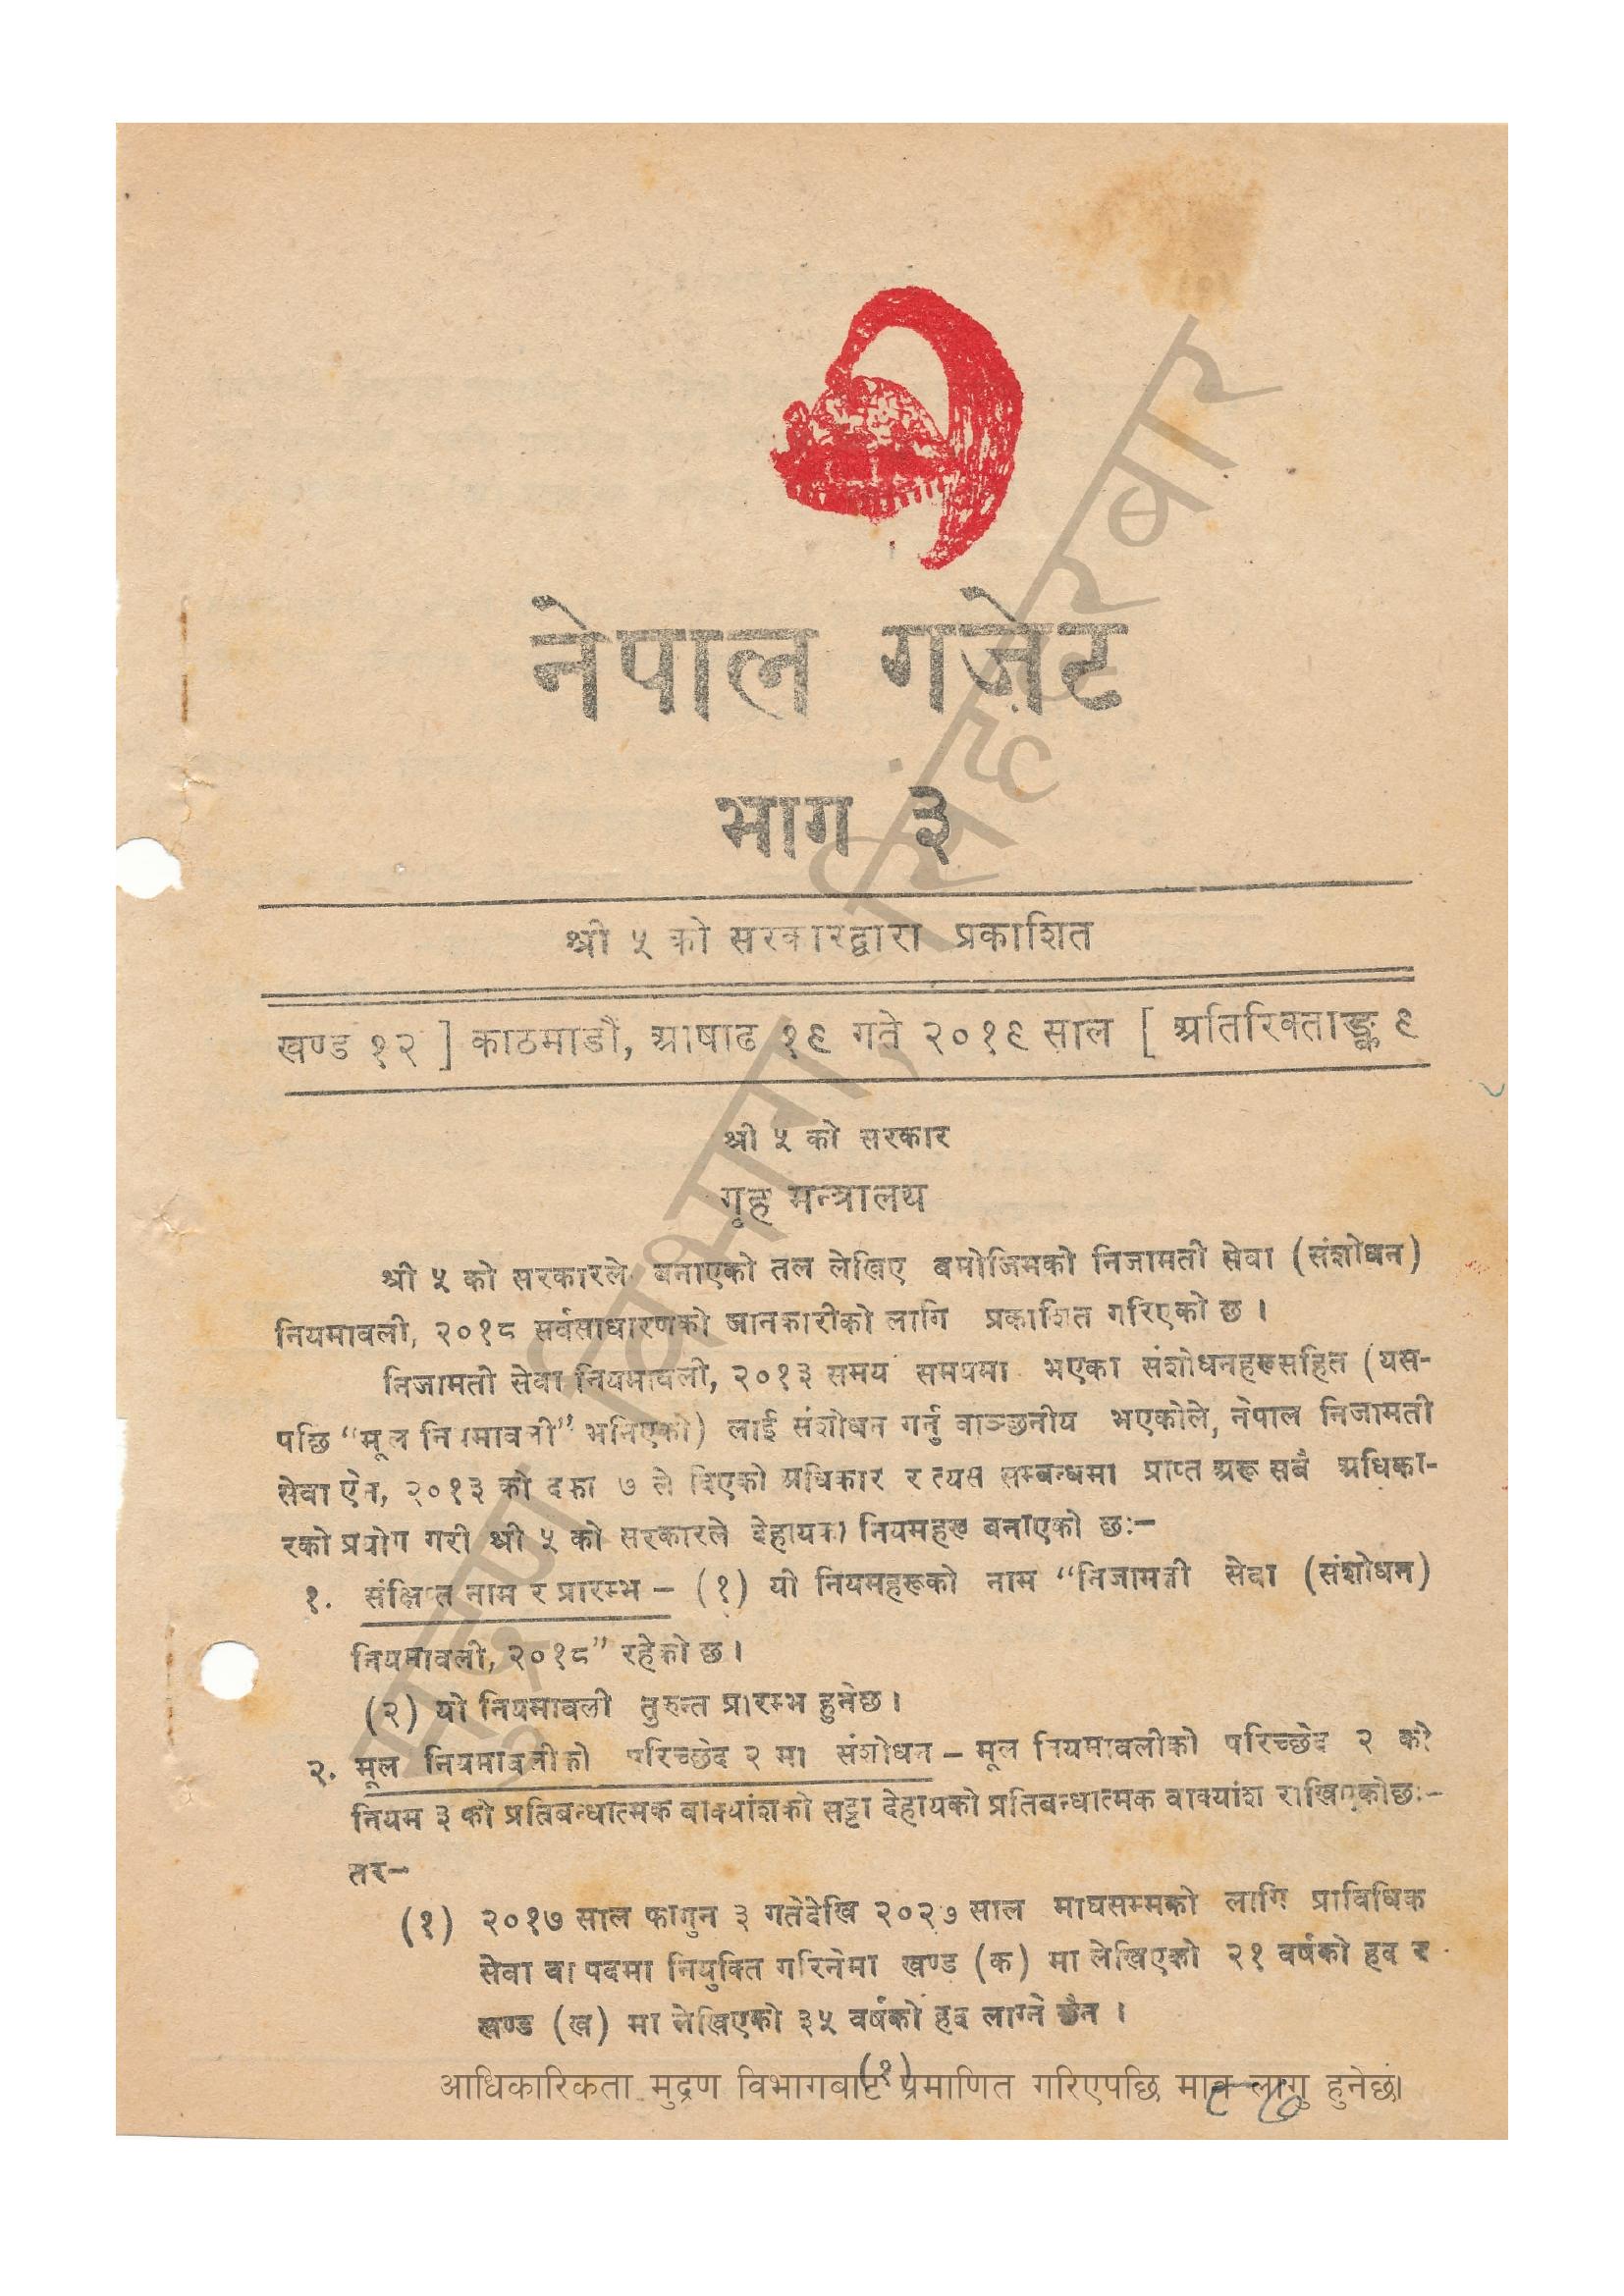 नेपाल गजेट
भाग ३
श्री ५ को सरकारद्वारा प्रकाशित
खण्ड १२ ] काठमाडौं, आषाढ १९ गते २०१९ साल [ अतिरिक्ताङ्क ९
श्री ५ को सरकार
गृह मन्त्रालय
श्री ५ को सरकारले बनाएको तल लेखिए बमोजिमको निजामती सेवा (संशोधन)
नियमावली, २०१८ सर्वसाधारणको जानकारीको लागि प्रकाशित गरिएको छ ।
निजामती सेवा नियमावली, २०१३ समय समयमा भएका संशोधनहरूसहित (यस-
पछि “मूल नियमावली” भनिएको) लाई संशोधन गर्नु वाञ्छनीय भएकोले, नेपाल निजामती
सेवा ऐन, २०१३ को दफा ७ ले दिएको अधिकार र त्यस सम्बन्धमा प्राप्त अरू सबै अधिका-
रको प्रयोग गरी श्री ५ को सरकारले देहायका नियमहरू बनाएको छः–
१. संक्षिप्त नाम र प्रारम्भ – (१) यो नियमहरूको नाम “निजामती सेवा (संशोधन)
नियमावली, २०१८” रहेको छ ।
(२) यो नियमावली तुरुन्त प्रारम्भ हुनेछ ।
२. मूल नियमावलीको परिच्छेद २ मा संशोधन – मूल नियमावलीको परिच्छेद २ को
नियम ३ को प्रतिबन्धात्मक वाक्यांशको सट्टा देहायको प्रतिबन्धात्मक वाक्यांश राखिएकोछः–
तर–
(१) २०१७ साल फागुन ३ गतेदेखि २०२७ साल माघसम्मको लागि प्राविधिक
सेवा वा पदमा नियुक्ति गरिनेमा खण्ड (क) मा लेखिएको २१ वर्षको हद र
खण्ड (ख) मा लेखिएको ३५ वर्षको हद लाग्ने छैन ।
(१)
आधिकारिकता मुद्रण विभागबाट प्रमाणित गरिएपछि मात्र लागु हुनेछ।
मुद्रण विभाग, सिंहदरबार